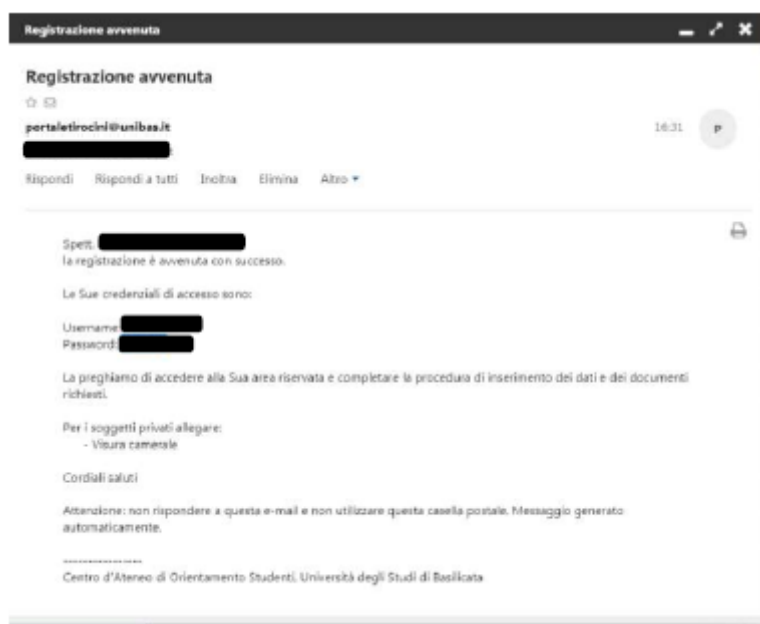 Registrazione avvenuta
Registrazione avvenuta
portaletirocini@unibas.it
16:31
P
Rispondi Rispondi a tutti Inoltra Elimina Altro
Spett.
la registrazione è avvenuta con successo.
Le Sue credenziali di accesso sono:
Username:
Password:
La preghiamo di accedere alla Sua area riservata e completare la procedura di inserimento dei dati e dei documenti
richiesti.
Per i soggetti privati allegare:
- Visura camerale
Cordiali saluti
Attenzione: non rispondere a questa e-mail e non utilizzare questa casella postale. Messaggio generato
automaticamente.
-----------------
Centro d'Ateneo di Orientamento Studenti, Università degli Studi di Basilicata